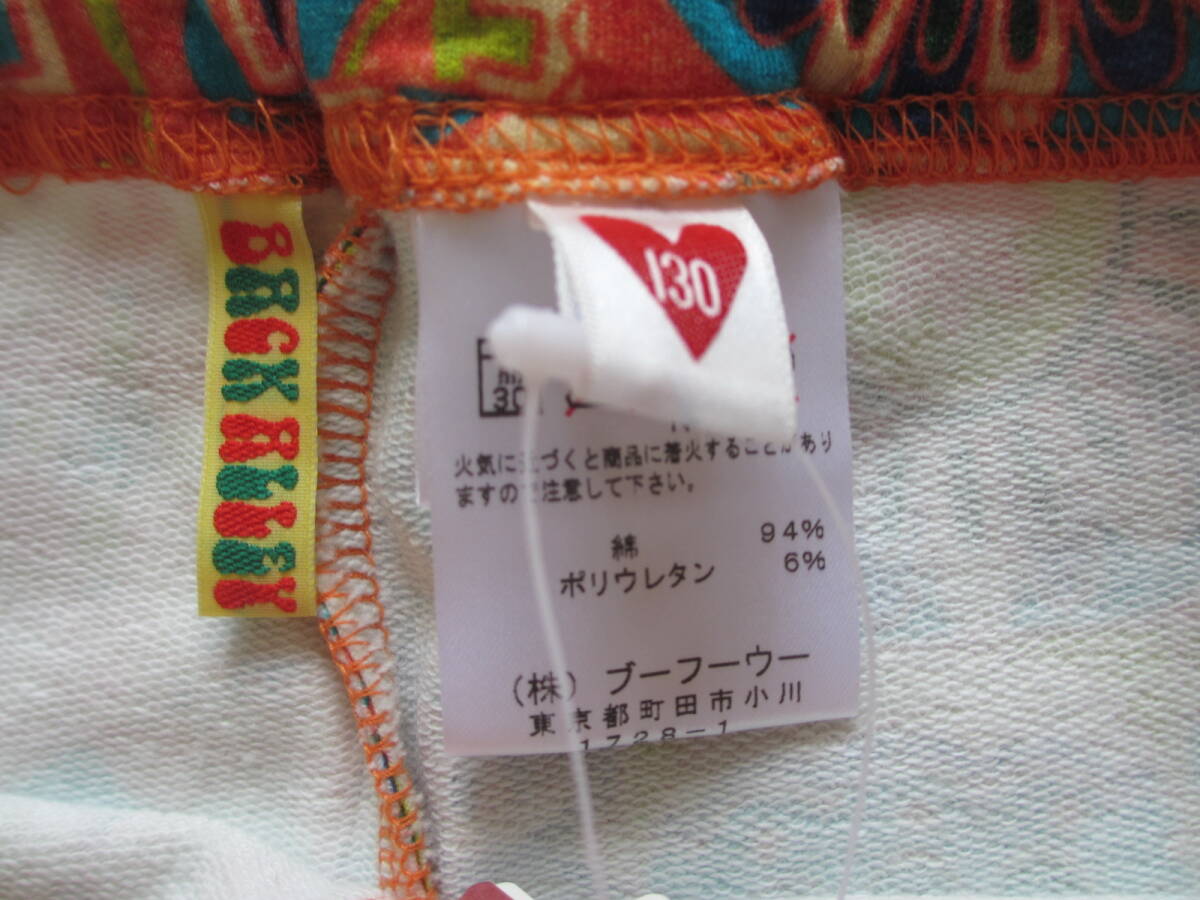 BACK ALLEY
130
30
火気に近づくと商品に着火することがあり
ますので注意して下さい。
綿 94%
ポリウレタン 6%
(株) ブーフーウー
東京都町田市小川
1728-1